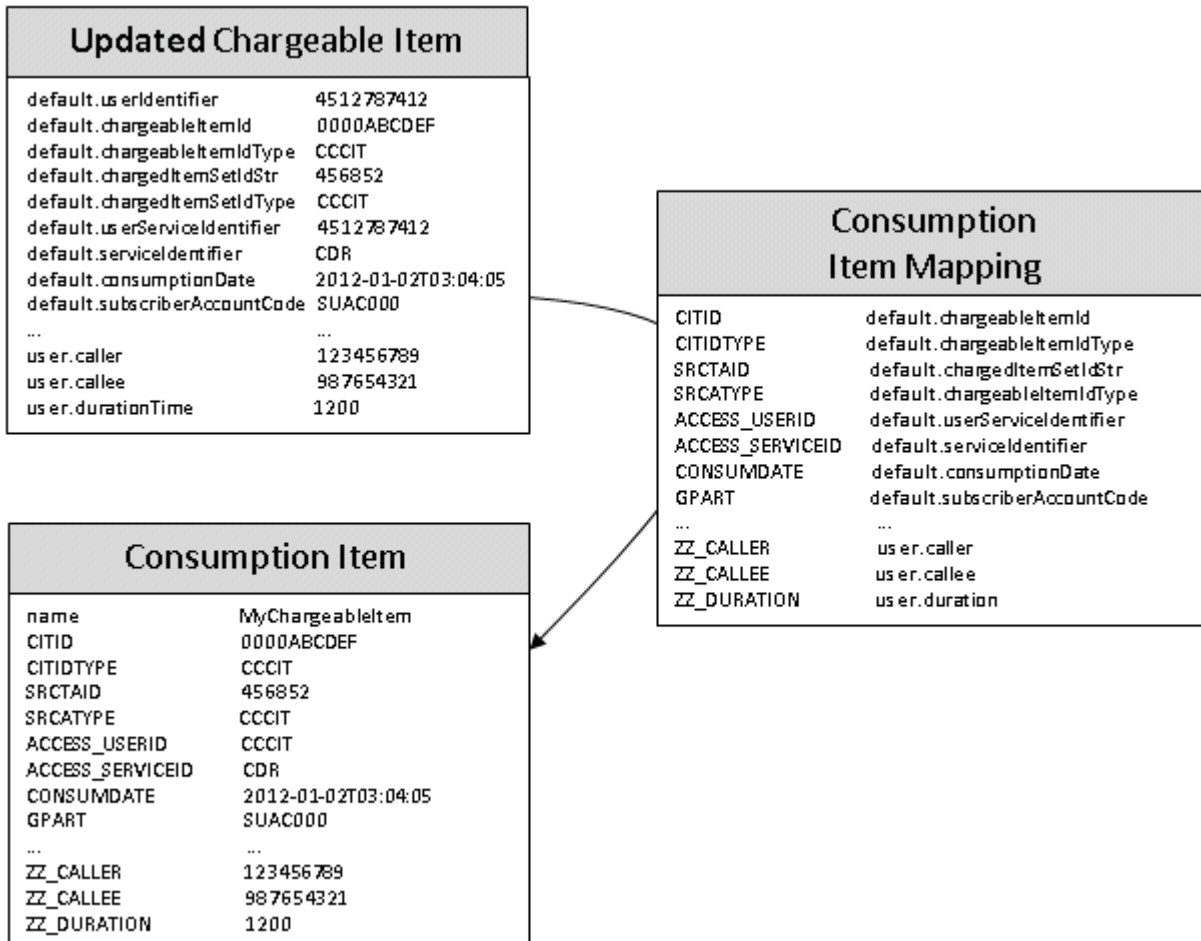 Updated Chargeable Item
default.userIdentifier 4512787412
default.chargeableItemId 0000ABCDEF
default.chargeableItemIdType CCCIT
default.chargedItemSetIdStr 456852
default.chargedItemSetIdType CCCIT
default.userServiceIdentifier 4512787412
default.serviceIdentifier CDR
default.consumptionDate 2012-01-02T03:04:05
default.subscriberAccountCode SUAC000
... ...
user.caller 123456789
user.callee 987654321
user.durationTime 1200
Consumption
Item Mapping
CITID default.chargeableItemId
CITIDTYPE default.chargeableItemIdType
SRCTAID default.chargedItemSetIdStr
SRCATYPE default.chargeableItemIdType
ACCESS_USERID default.userServiceIdentifier
ACCESS_SERVICEID default.serviceIdentifier
CONSUMDATE default.consumptionDate
GPART default.subscriberAccountCode
... ...
ZZ_CALLER user.caller
ZZ_CALLEE user.callee
ZZ_DURATION user.duration
Consumption Item
name MyChargeableItem
CITID 0000ABCDEF
CITIDTYPE CCCIT
SRCTAID 456852
SRCATYPE CCCIT
ACCESS_USERID CCCIT
ACCESS_SERVICEID CDR
CONSUMDATE 2012-01-02T03:04:05
GPART SUAC000
... ...
ZZ_CALLER 123456789
ZZ_CALLEE 987654321
ZZ_DURATION 1200